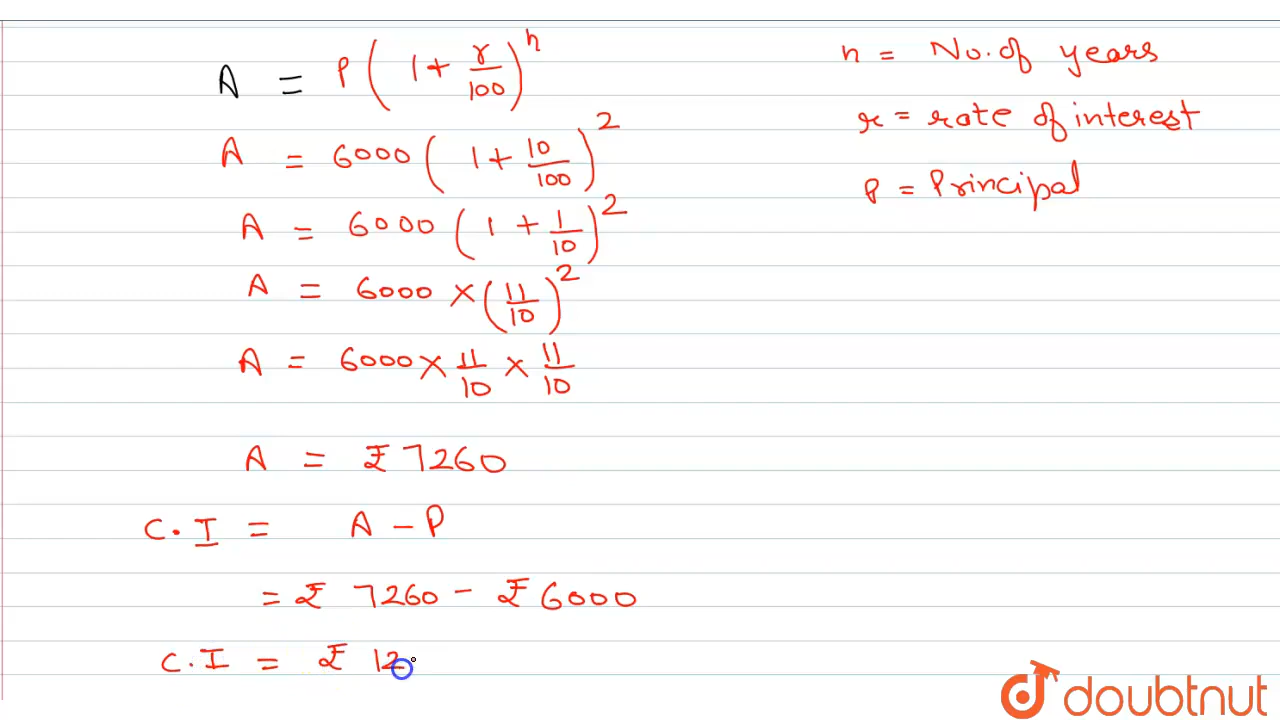 A = P(1 + r/100)^n
n = No. of years
A = 6000(1 + 10/100)^2
r = rate of interest
A = 6000(1 + 1/10)^2
P = Principal
A = 6000 × (11/10)^2
A = 6000 × 11/10 × 11/10
A = ₹ 7260
C.I = A - P
= ₹ 7260 - ₹ 6000
C.I = ₹ 12
doubtnut